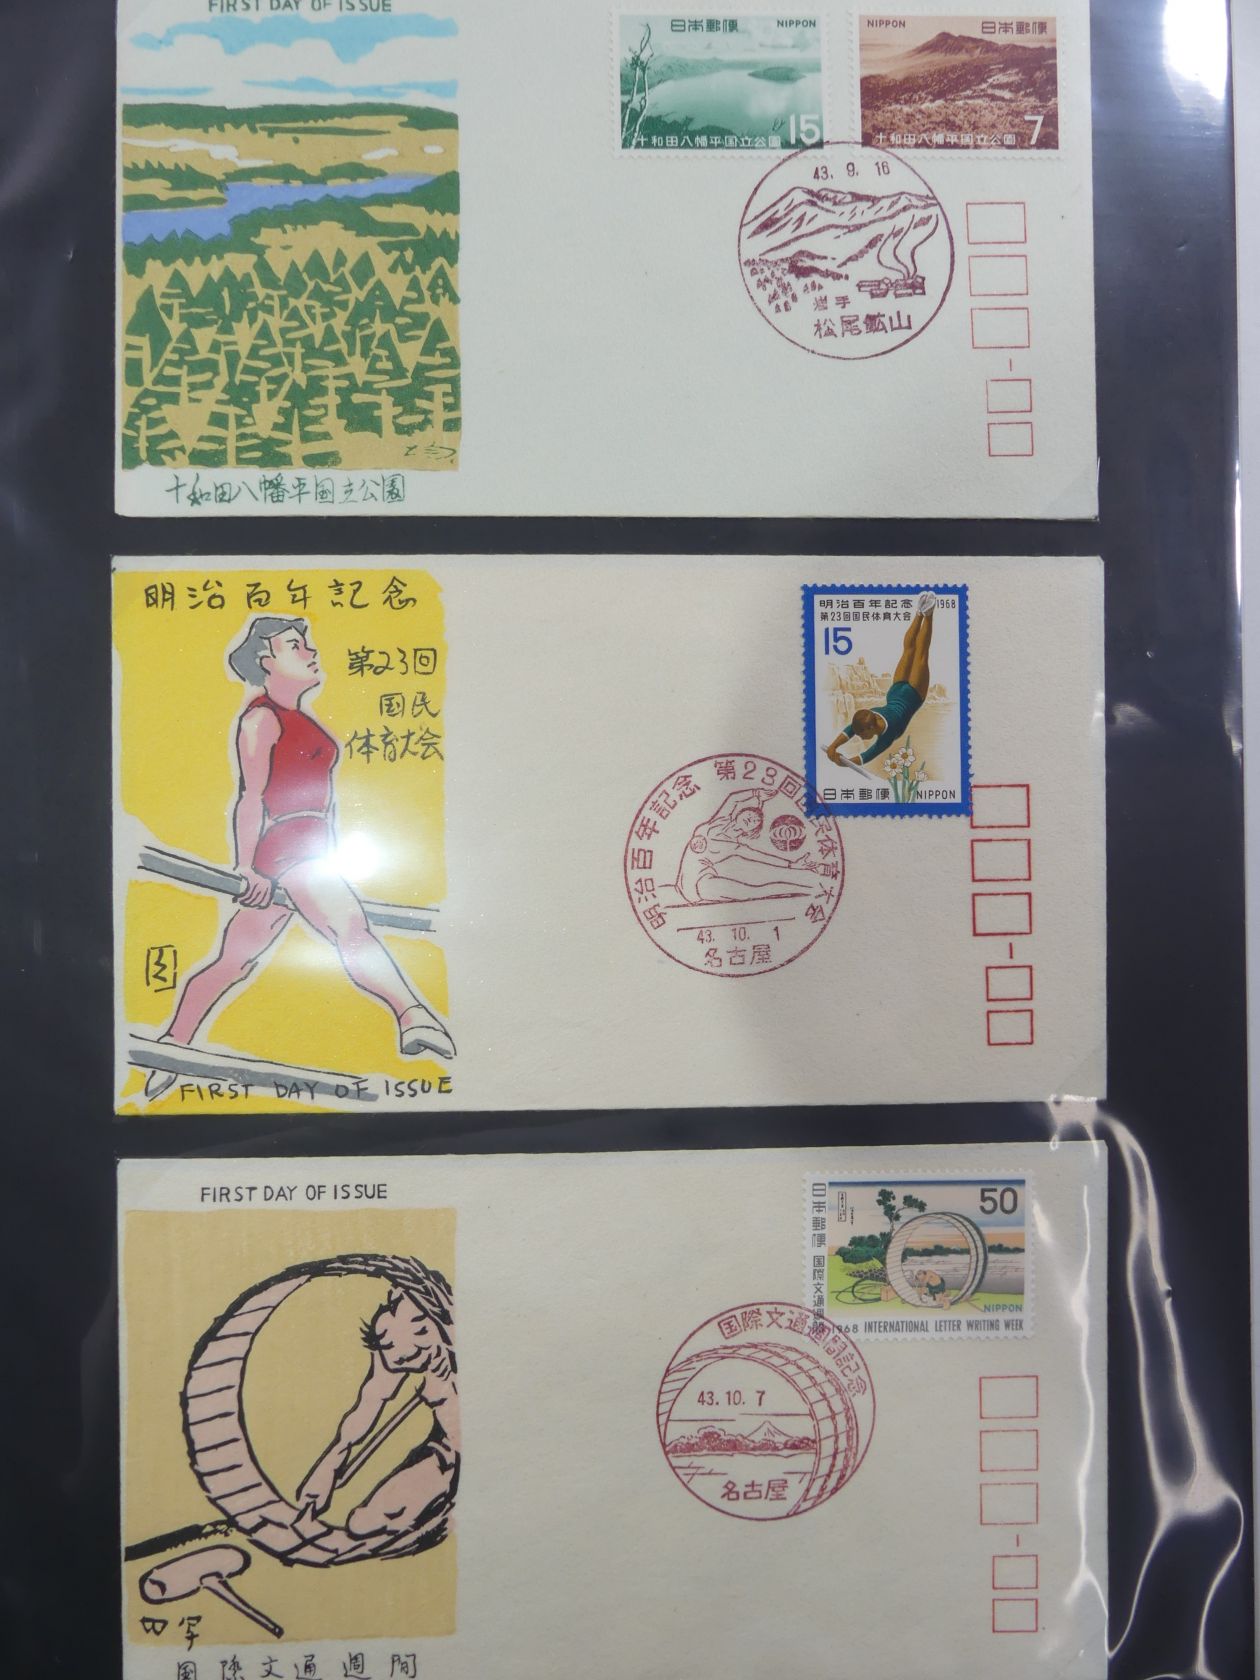 FIRST DAY OF ISSUE
日本郵便 NIPPON
十和田八幡平国立公園 15
NIPPON 日本郵便
十和田八幡平国立公園 7
43. 9. 16
岩手
松尾鉱山
十和田八幡平国立公園
明治百年記念
第23回
国民
体育大会
FIRST DAY OF ISSUE
明治百年記念 1968
第23回国民体育大会
15
日本郵便 NIPPON
明治百年記念 第23回国民体育大会
43. 10. 1
名古屋
FIRST DAY OF ISSUE
国際文通週間
日本郵便 国際文通週間
50
NIPPON
1968 INTERNATIONAL LETTER WRITING WEEK
国際文通週間記念
43. 10. 7
名古屋